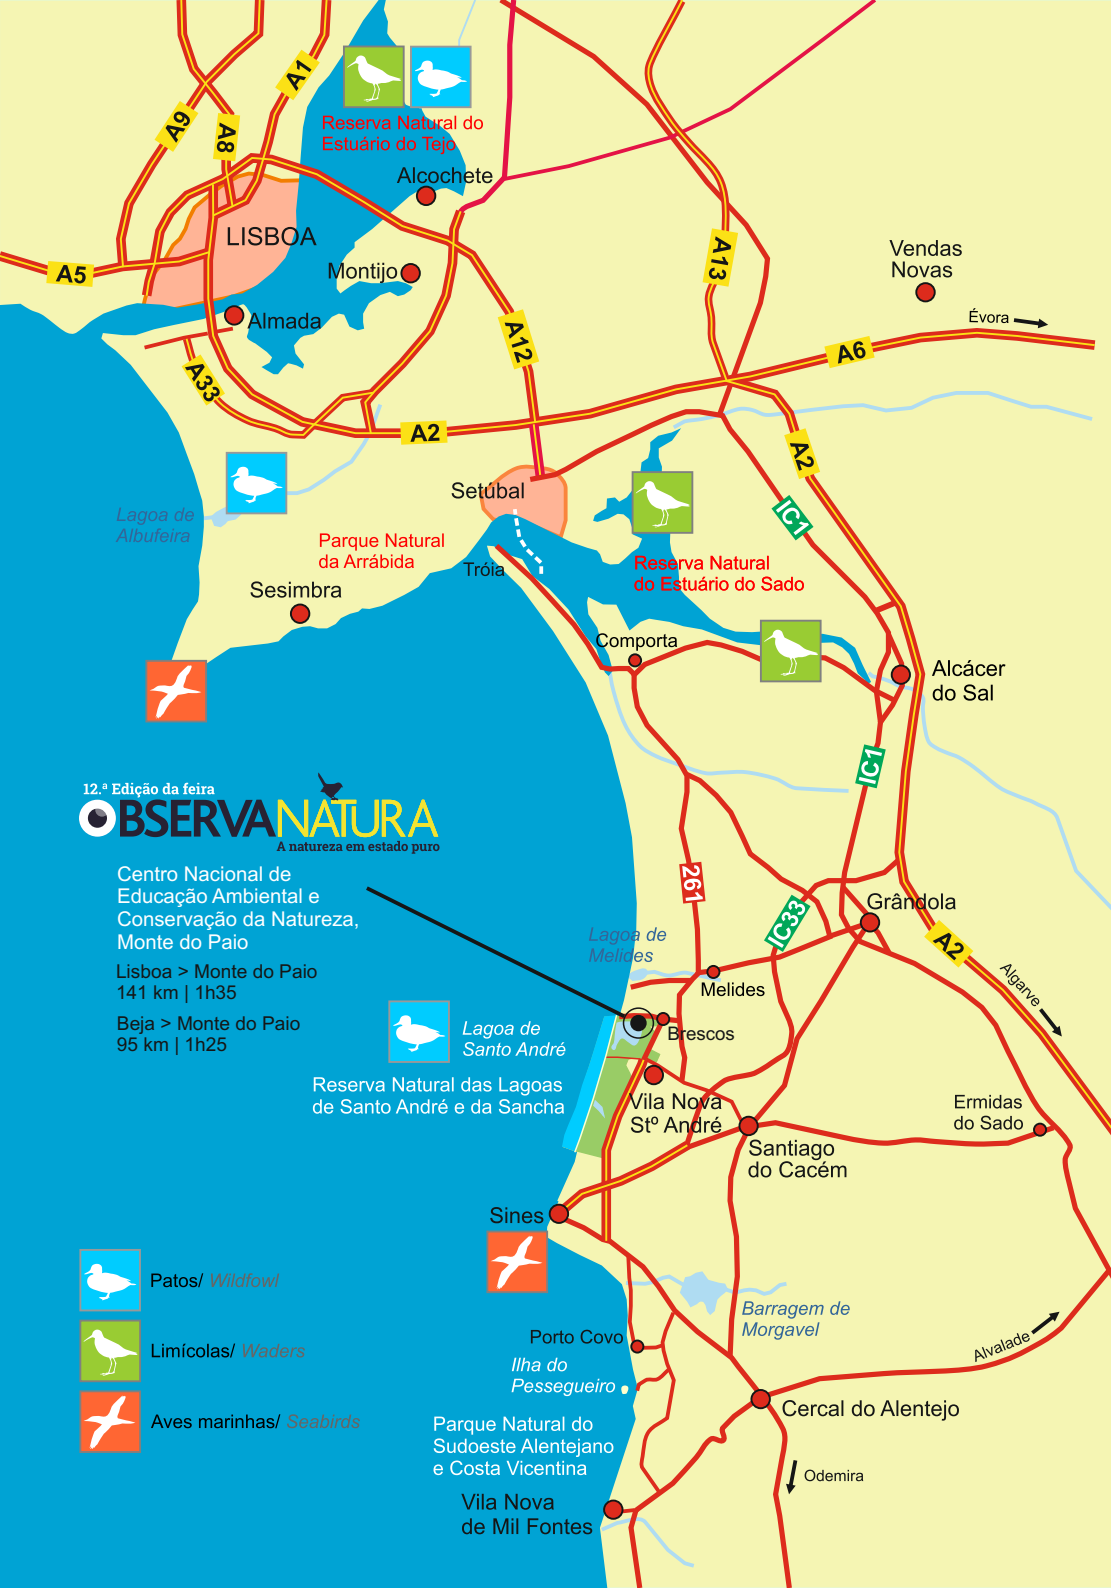 A9
A8
A1
Reserva Natural do
Estuário do Tejo
Alcochete
LISBOA
Montijo
A5
Almada
A33
A12
A13
Vendas
Novas
Évora
A6
A2
A2
Setúbal
IC1
Lagoa de
Albufeira
Parque Natural
da Arrábida
Tróia
Reserva Natural
do Estuário do Sado
Sesimbra
Comporta
Alcácer
do Sal
IC1
12.ª Edição da feira
OBSERVANATURA
A natureza em estado puro
Centro Nacional de
Educação Ambiental e
Conservação da Natureza,
Monte do Paio
Lisboa > Monte do Paio
141 km | 1h35
Beja > Monte do Paio
95 km | 1h25
261
IC33
Grândola
A2
Algarve
Lagoa de
Melides
Melides
Brescos
Lagoa de
Santo André
Reserva Natural das Lagoas
de Santo André e da Sancha
Vila Nova
Stº André
Santiago
do Cacém
Ermidas
do Sado
Sines
Patos/ Wildfowl
Limícolas/ Waders
Aves marinhas/ Seabirds
Barragem de
Morgavel
Porto Covo
Ilha do
Pessegueiro
Alvalade
Cercal do Alentejo
Parque Natural do
Sudoeste Alentejano
e Costa Vicentina
Odemira
Vila Nova
de Mil Fontes